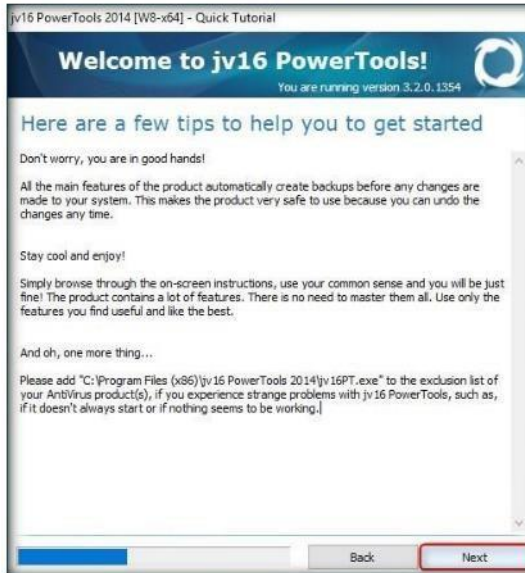 jv16 PowerTools 2014 [W8-x64] - Quick Tutorial
Welcome to jv16 PowerTools!
You are running version 3.2.0.1354
Here are a few tips to help you to get started
Don't worry, you are in good hands!
All the main features of the product automatically create backups before any changes are
made to your system. This makes the product very safe to use because you can undo the
changes any time.
Stay cool and enjoy!
Simply browse through the on-screen instructions, use your common sense and you will be just
fine! The product contains a lot of features. There is no need to master them all. Use only the
features you find useful and like the best.
And oh, one more thing...
Please add "C:\Program Files (x86)\jv16 PowerTools 2014\jv16PT.exe" to the exclusion list of
your AntiVirus product(s), if you experience strange problems with jv16 PowerTools, such as,
if it doesn't always start or if nothing seems to be working.
Back
Next